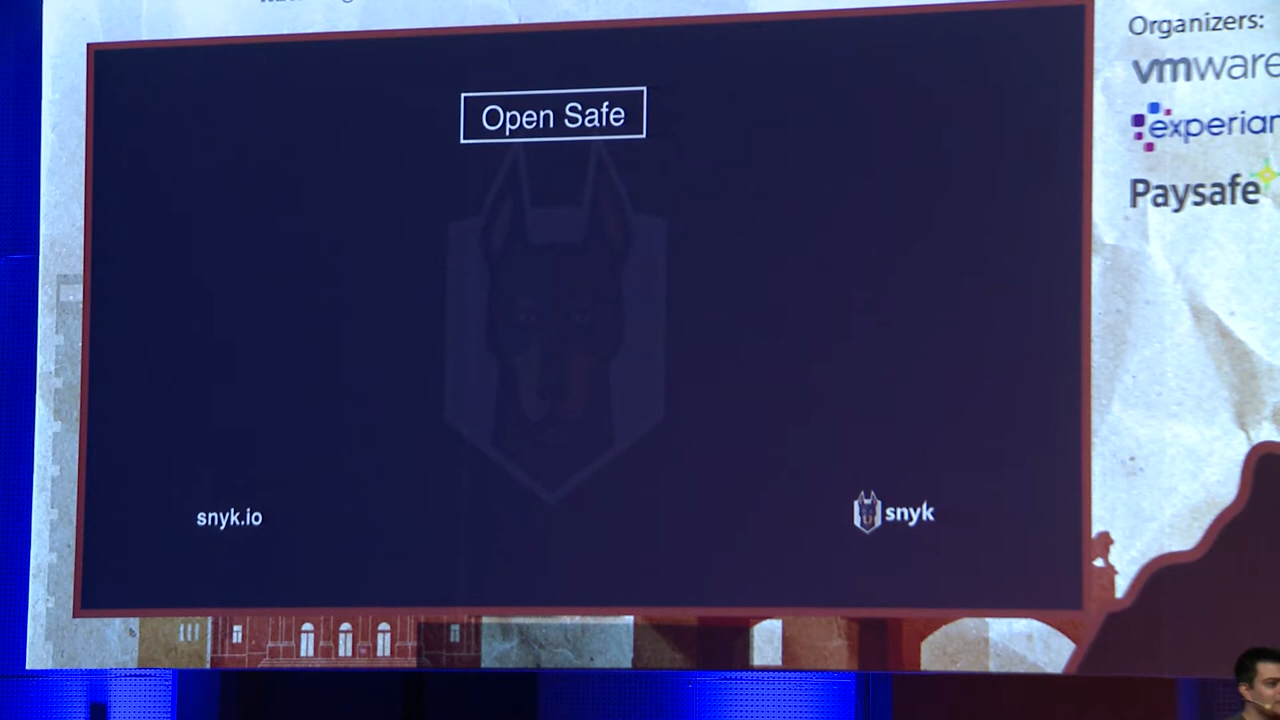 Organizers:
vmware
experian
Paysafe
Open Safe
snyk.io
snyk